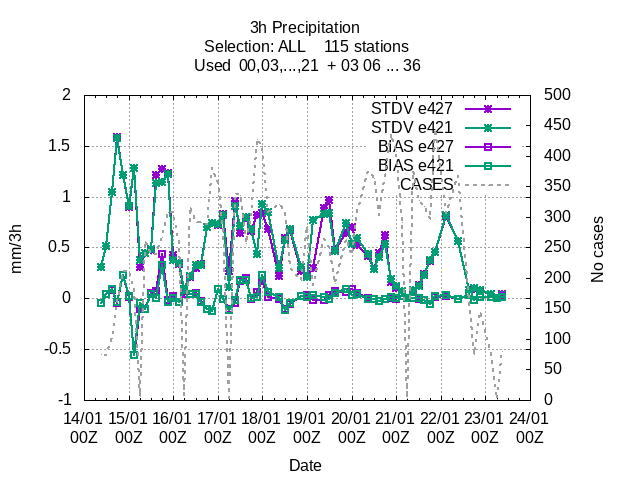 3h Precipitation
Selection: ALL    115 stations
Used  00,03,...,21  + 03 06 ... 36
2
1.5
1
0.5
0
-0.5
-1
500
450
400
350
300
250
200
150
100
50
0
STDV e427
STDV e421
BIAS e427
BIAS e421
CASES
mm/3h
No cases
14/01 15/01 16/01 17/01 18/01 19/01 20/01 21/01 22/01 23/01 24/01
00Z 00Z 00Z 00Z 00Z 00Z 00Z 00Z 00Z 00Z 00Z
Date